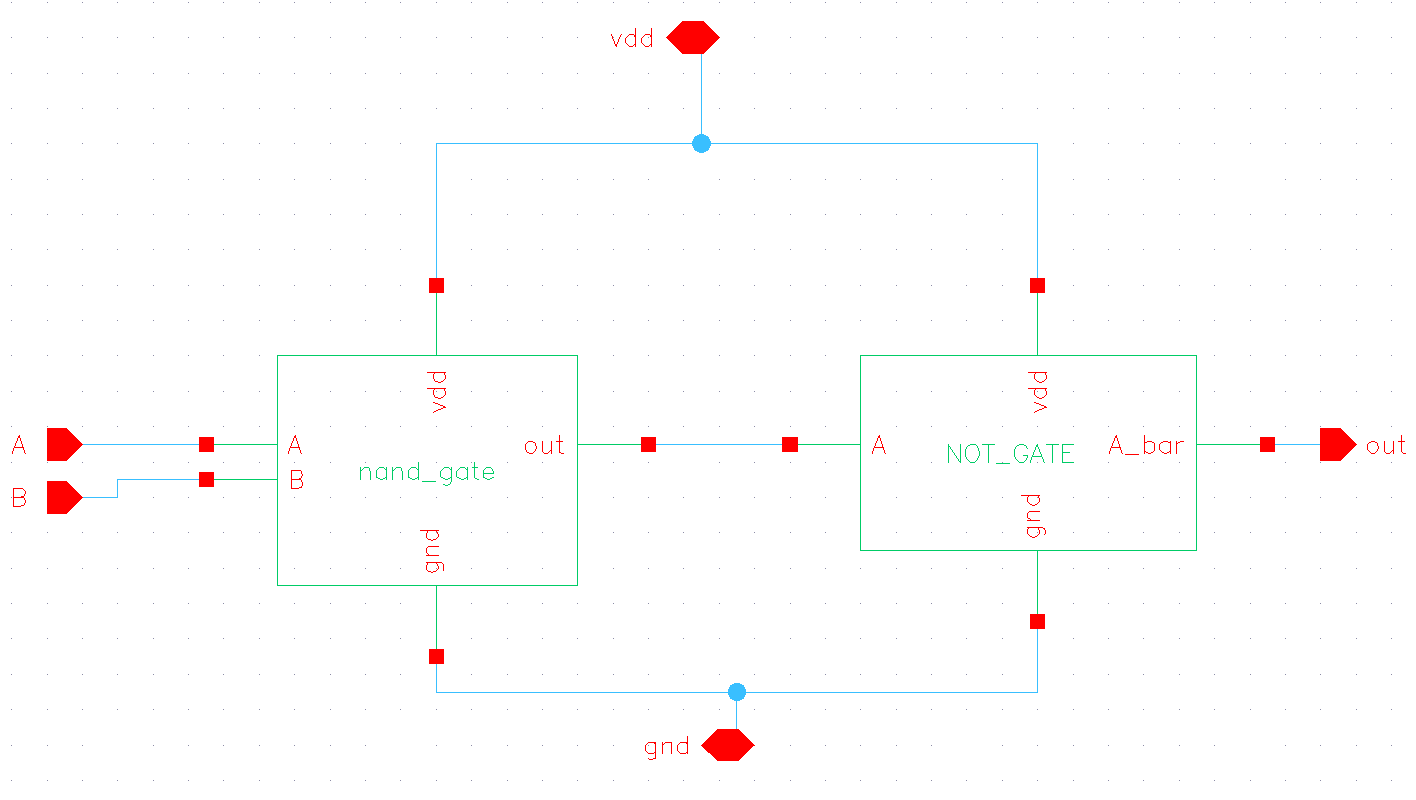 vdd
vdd
vdd
A
A
out
A
A_bar
out
nand_gate
NOT_GATE
B
B
gnd
gnd
gnd